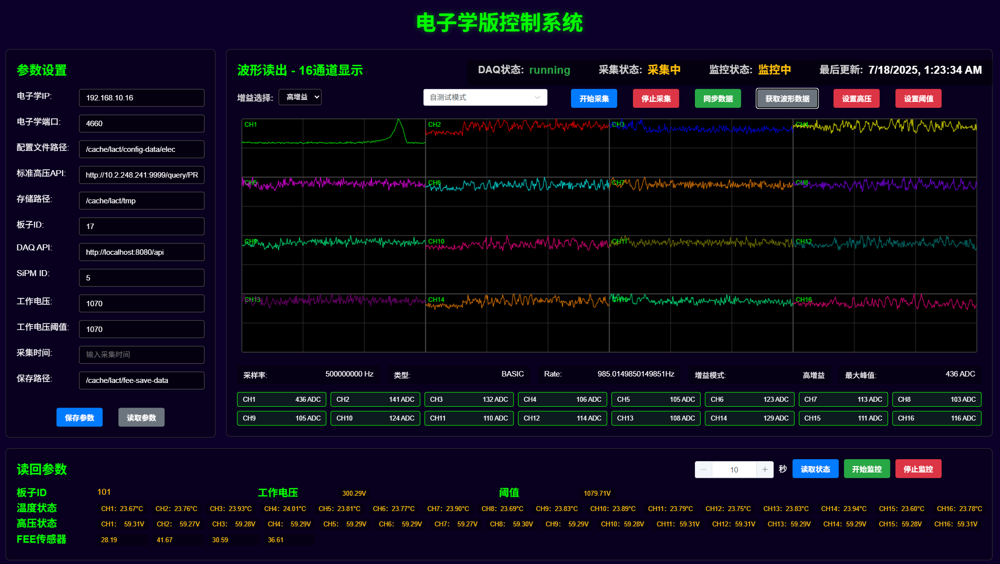 电子学版控制系统
参数设置
电子学IP: 192.168.10.16
电子学端口: 4660
配置文件路径: /cache/lact/config-data/elec
标准高压API: http://10.2.248.241:9999/query/PR
存储路径: /cache/lact/tmp
板子ID: 17
DAQ API: http://localhost:8080/api
SiPM ID: 5
工作电压: 1070
工作电压阈值: 1070
采集时间: 输入采集时间
保存路径: /cache/lact/fee-save-data
保存参数 读取参数
波形读出 - 16通道显示
DAQ状态: running 采集状态: 采集中 监控状态: 监控中 最后更新: 7/18/2025, 1:23:34 AM
增益选择: 高增益 自测试模式 开始采集 停止采集 同步数据 获取波形数据 设置高压 设置阈值
CH1 CH2 CH3 CH4
CH5 CH6 CH7 CH8
CH9 CH10 CH11 CH12
CH13 CH14 CH15 CH16
采样率: 500000000 Hz 类型: BASIC Rate: 985.0149850149851Hz 增益模式: 高增益 最大峰值: 436 ADC
CH1 436 ADC CH2 141 ADC CH3 132 ADC CH4 106 ADC CH5 105 ADC CH6 123 ADC CH7 113 ADC CH8 103 ADC
CH9 105 ADC CH10 124 ADC CH11 110 ADC CH12 114 ADC CH13 108 ADC CH14 129 ADC CH15 111 ADC CH16 116 ADC
读回参数
10 秒 读取状态 开始监控 停止监控
板子ID 101 工作电压 300.29V 阈值 1079.71V
温度状态 CH1: 23.67°C CH2: 23.76°C CH3: 23.93°C CH4: 24.01°C CH5: 23.81°C CH6: 23.77°C CH7: 23.90°C CH8: 23.69°C CH9: 23.83°C CH10: 23.89°C CH11: 23.79°C CH12: 23.75°C CH13: 23.83°C CH14: 23.94°C CH15: 23.60°C CH16: 23.78°C
高压状态 CH1: 59.31V CH2: 59.27V CH3: 59.28V CH4: 59.29V CH5: 59.29V CH6: 59.29V CH7: 59.27V CH8: 59.30V CH9: 59.29V CH10: 59.28V CH11: 59.31V CH12: 59.31V CH13: 59.29V CH14: 59.29V CH15: 59.28V CH16: 59.31V
FEE传感器 28.19 41.67 30.59 36.61